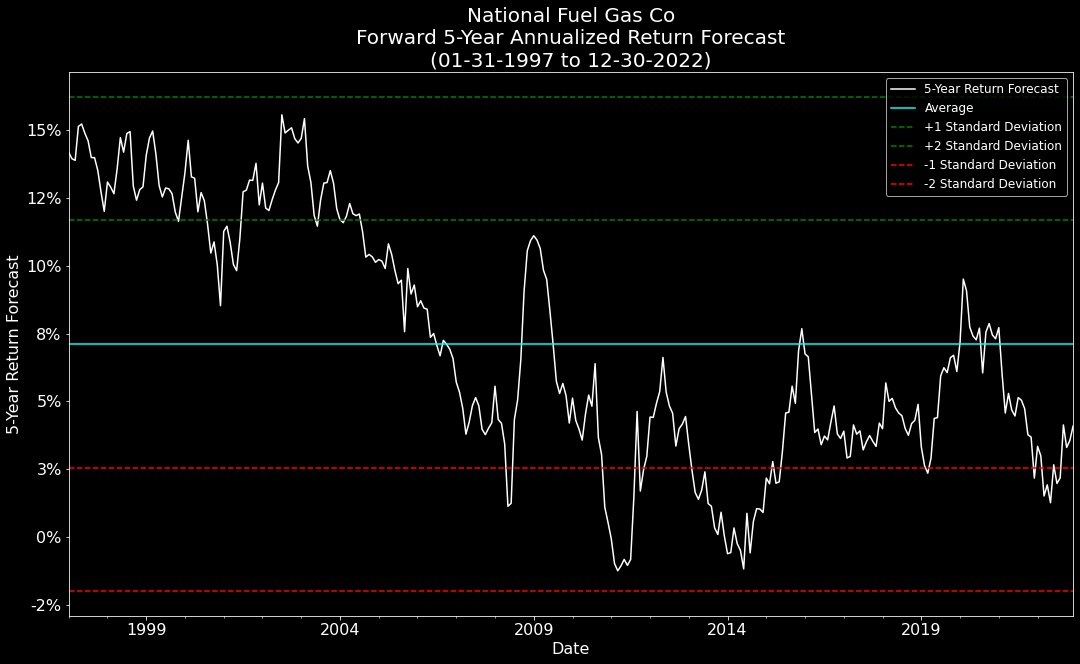 National Fuel Gas Co
Forward 5-Year Annualized Return Forecast
(01-31-1997 to 12-30-2022)
5-Year Return Forecast
Average
+1 Standard Deviation
+2 Standard Deviation
-1 Standard Deviation
-2 Standard Deviation
5-Year Return Forecast
15%
12%
10%
8%
5%
3%
0%
-2%
1999
2004
2009
2014
2019
Date